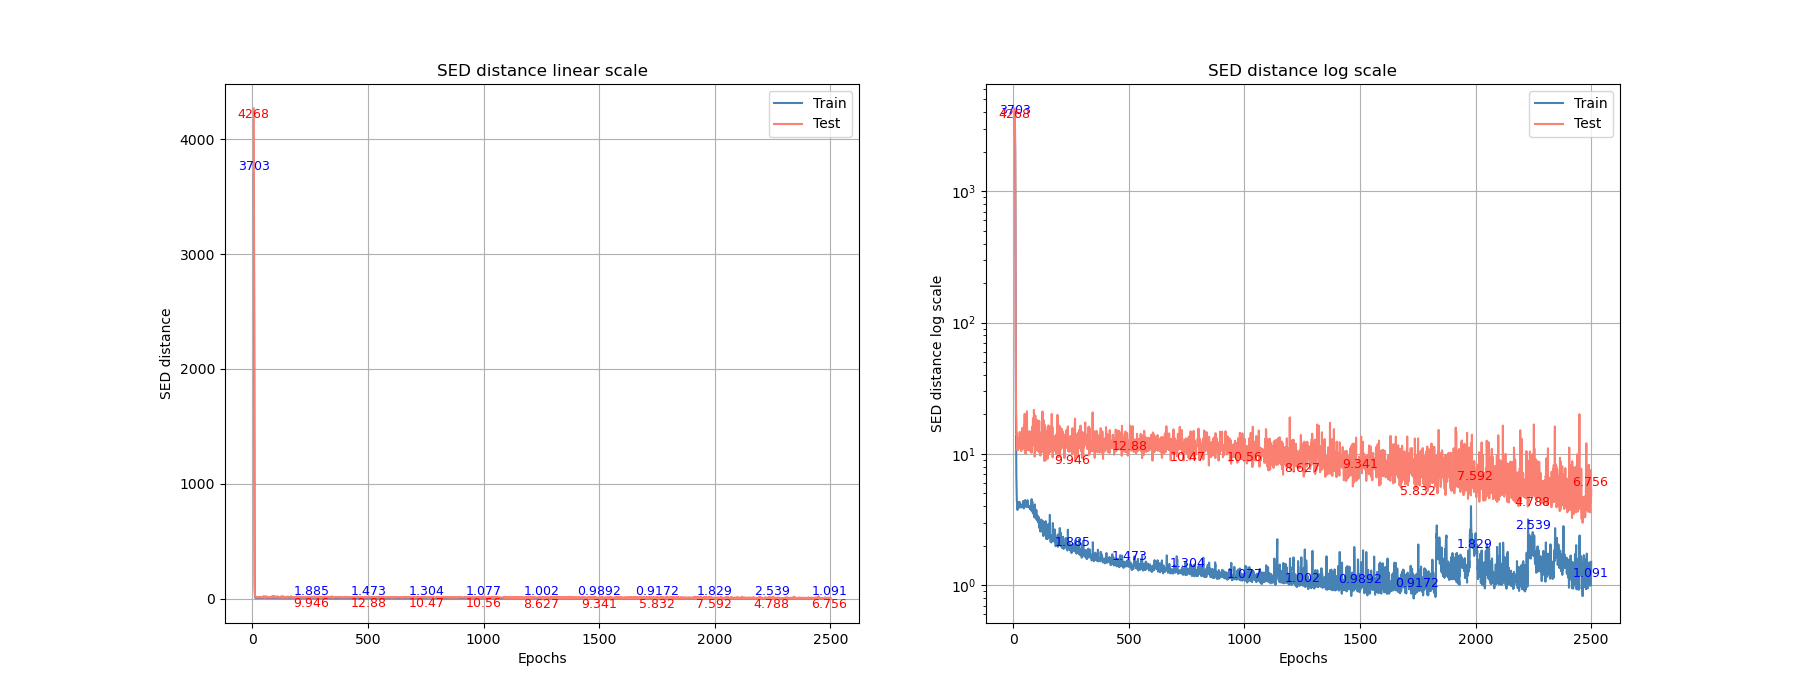 SED distance linear scale
SED distance
4000
3000
2000
1000
0
4268
3703
Train
Test
1.885 1.473 1.304 1.077 1.002 0.9892 0.9172 1.829 2.539 1.091
9.946 12.88 10.47 10.56 8.627 9.341 5.832 7.592 4.788 6.756
0 500 1000 1500 2000 2500
Epochs
SED distance log scale
SED distance log scale
10³
10²
10¹
10⁰
3703
4268
Train
Test
9.946 12.88 10.47 10.56 8.627 9.341 5.832 7.592 4.788 6.756
1.885 1.473 1.304 1.077 1.002 0.9892 0.9172 1.829 2.539 1.091
0 500 1000 1500 2000 2500
Epochs